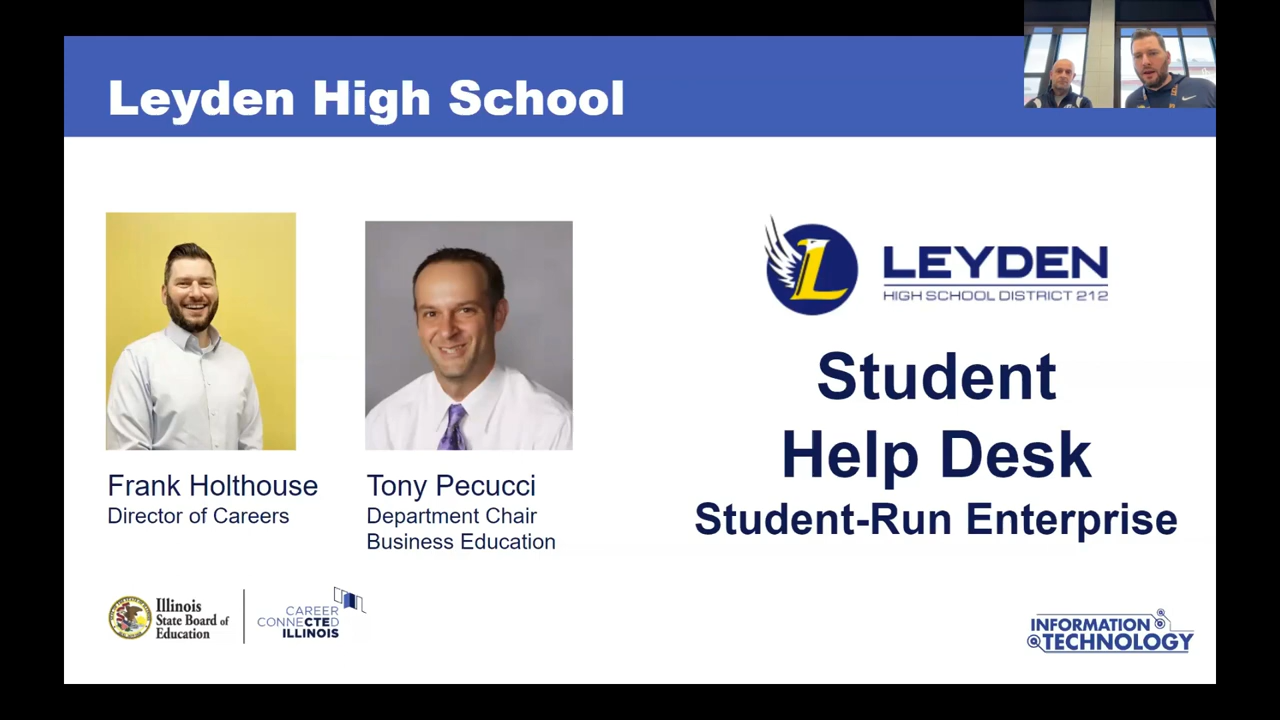 Leyden High School
LEYDEN
HIGH SCHOOL DISTRICT 212
Student
Help Desk
Student-Run Enterprise
Frank Holthouse
Director of Careers
Tony Pecucci
Department Chair
Business Education
Illinois
State Board of
Education
CAREER
CONNECTED
ILLINOIS
INFORMATION
TECHNOLOGY